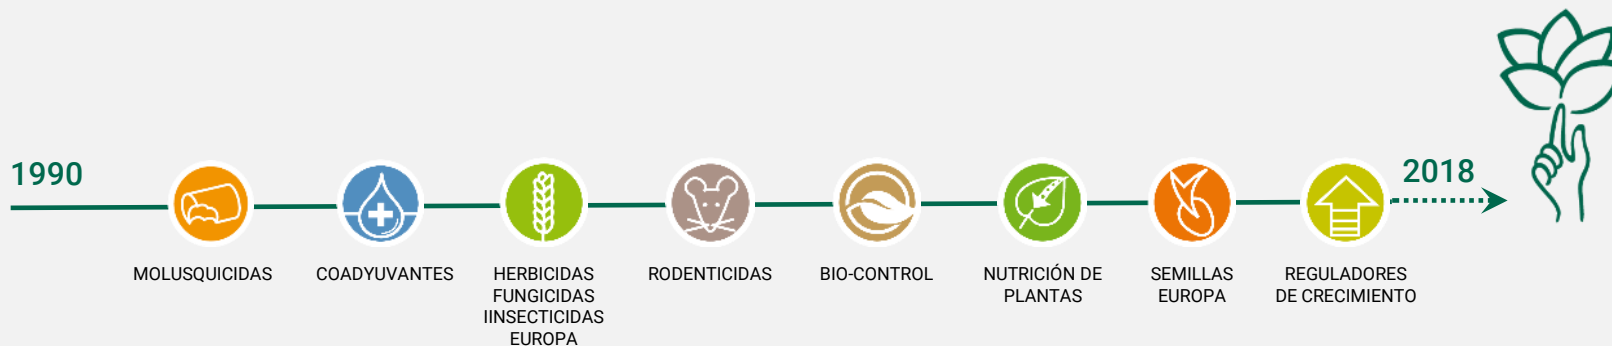 1990
2018
MOLUSQUICIDAS
COADYUVANTES
HERBICIDAS
FUNGICIDAS
IINSECTICIDAS
EUROPA
RODENTICIDAS
BIO-CONTROL
NUTRICIÓN DE
PLANTAS
SEMILLAS
EUROPA
REGULADORES
DE CRECIMIENTO